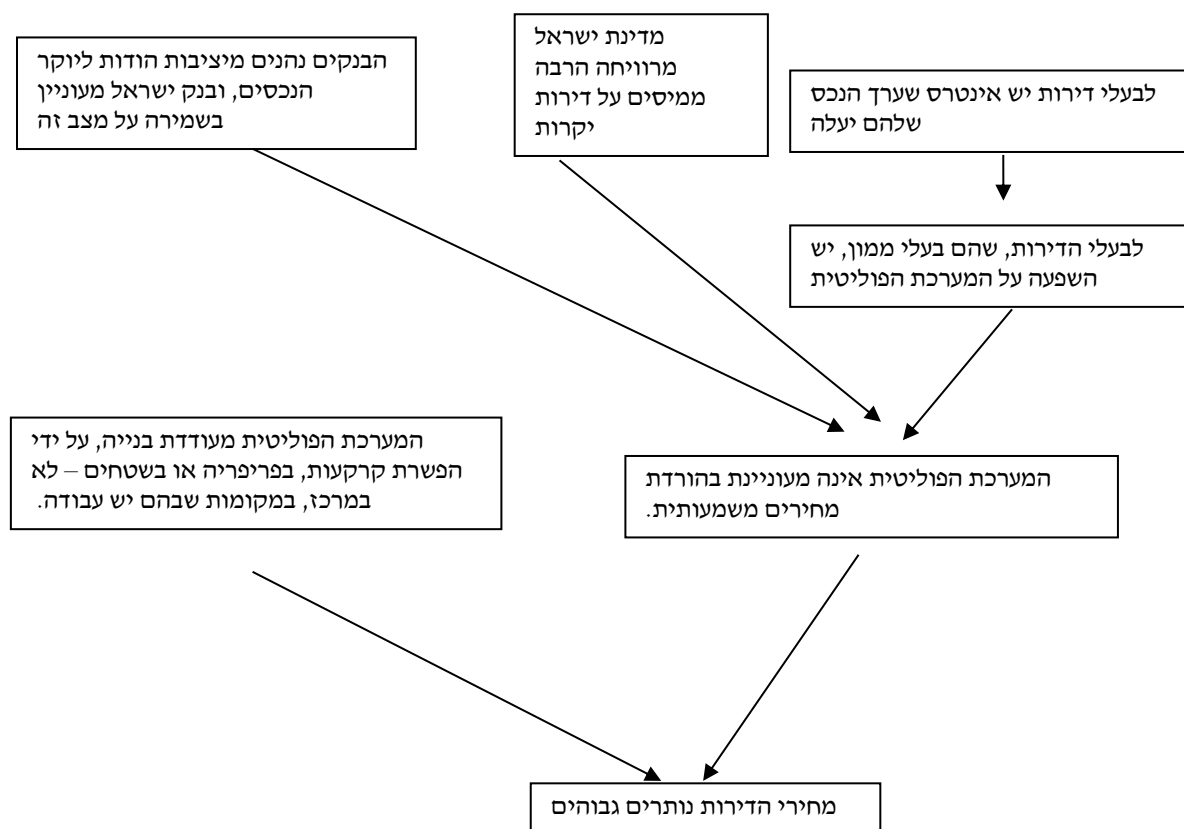 לבעלי דירות יש אינטרס שערך הנכס
שלהם יעלה
מדינת ישראל
מרוויחה הרבה
ממיסים על דירות
יקרות
הבנקים נהנים מיציבות הודות ליוקר
הנכסים, ובנק ישראל מעוניין
בשמירה על מצב זה
לבעלי הדירות, שהם בעלי ממון, יש
השפעה על המערכת הפוליטית
המערכת הפוליטית אינה מעוניינת בהורדת
מחירים משמעותית.
המערכת הפוליטית מעודדת בנייה, על ידי
הפשרת קרקעות, בפריפריה או בשטחים – לא
במרכז, במקומות שבהם יש עבודה.
מחירי הדירות נותרים גבוהים